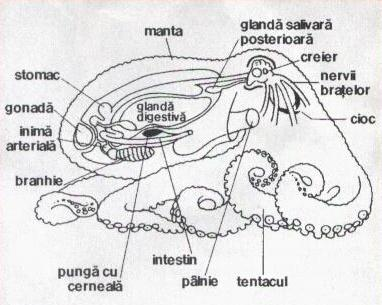 manta
glandă salivară
posterioară
creier
nervii
brațelor
cioc
stomac
gonadă
glandă
digestivă
inimă
arterială
branhie
pungă cu
cerneală
intestin
pâlnie
tentacul